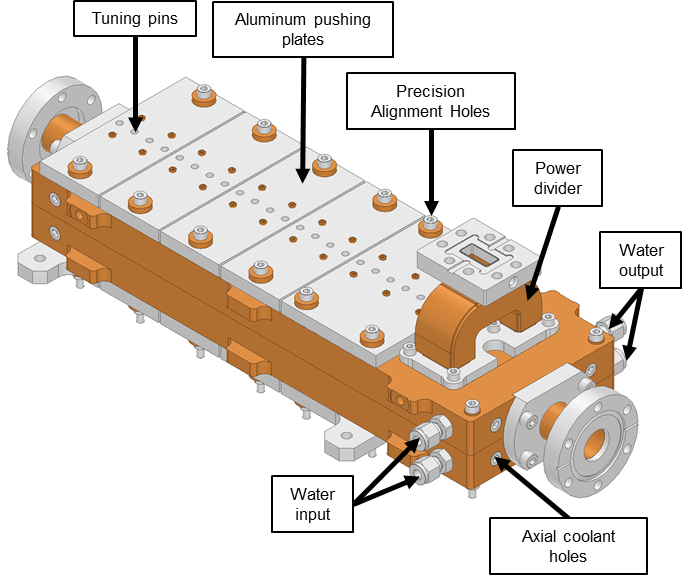 Tuning pins
Aluminum pushing
plates
Precision
Alignment Holes
Power
divider
Water
output
Water
input
Axial coolant
holes